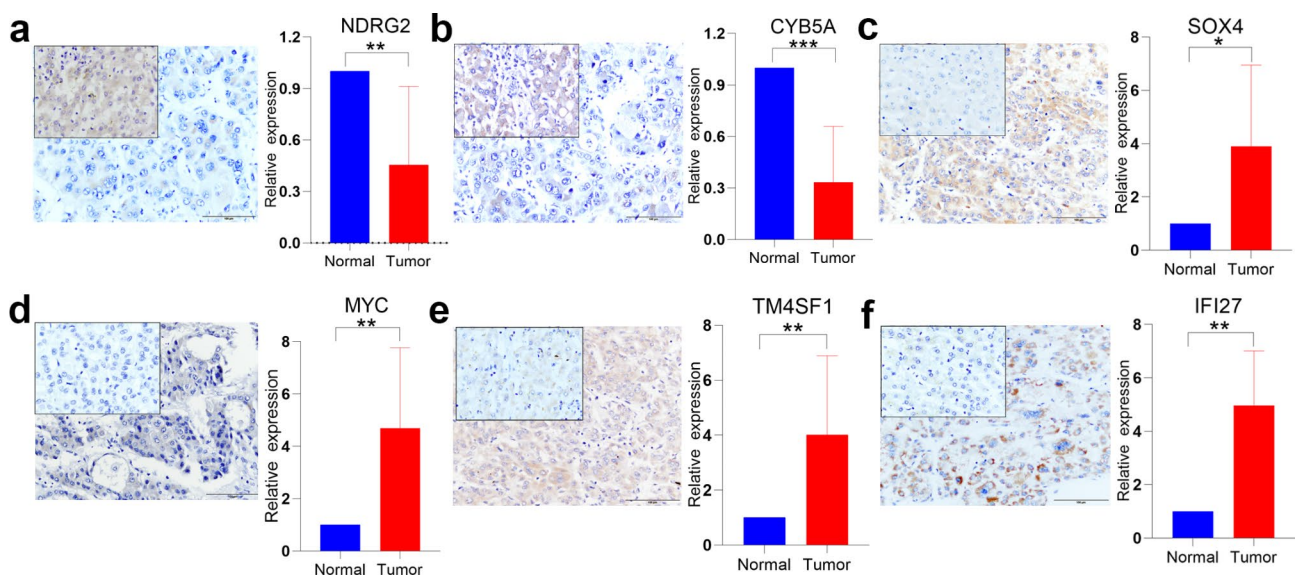 a
NDRG2
**
1.2
0.9
0.6
0.3
0.0
Relative expression
Normal Tumor
b
CYB5A
***
1.2
0.9
0.6
0.3
0.0
Relative expression
Normal Tumor
c
SOX4
*
8
6
4
2
0
Relative expression
Normal Tumor
d
MYC
**
8
6
4
2
0
Relative expression
Normal Tumor
e
TM4SF1
**
8
6
4
2
0
Relative expression
Normal Tumor
f
IFI27
**
8
6
4
2
0
Relative expression
Normal Tumor